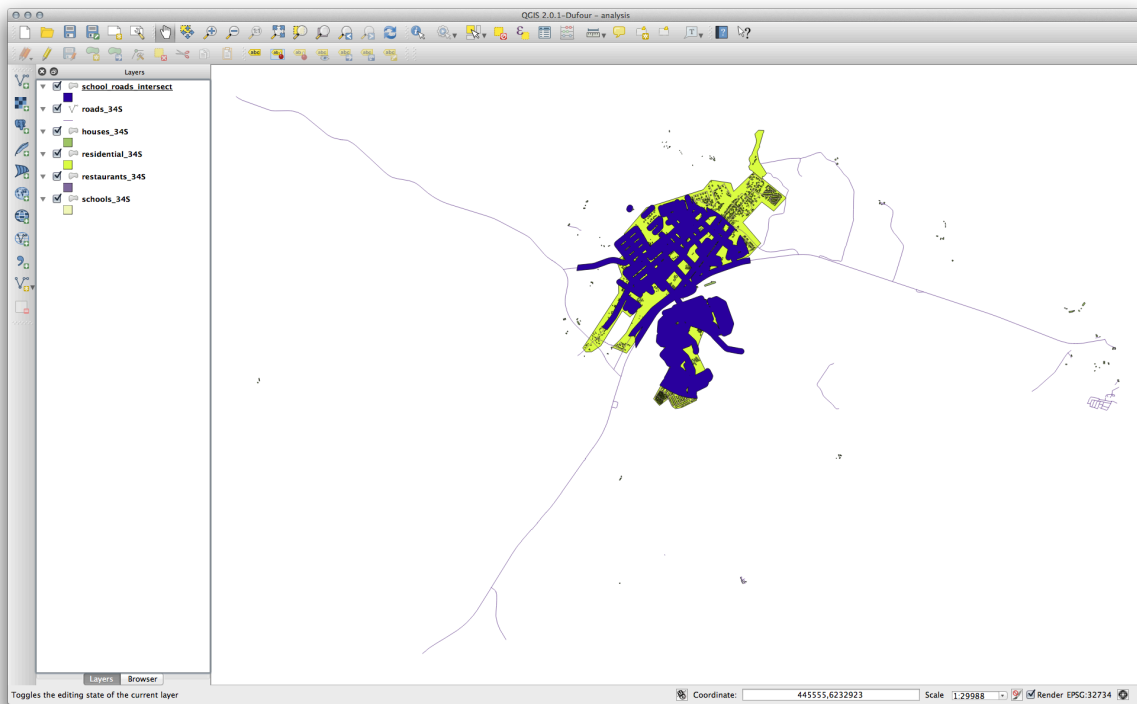 QGIS 2.0.1-Dufour - analysis
Layers
school_roads_intersect
roads_34S
houses_34S
residential_34S
restaurants_34S
schools_34S
Layers Browser
Toggles the editing state of the current layer Coordinate: 445555,6232923 Scale 1:29988 Render EPSG:32734